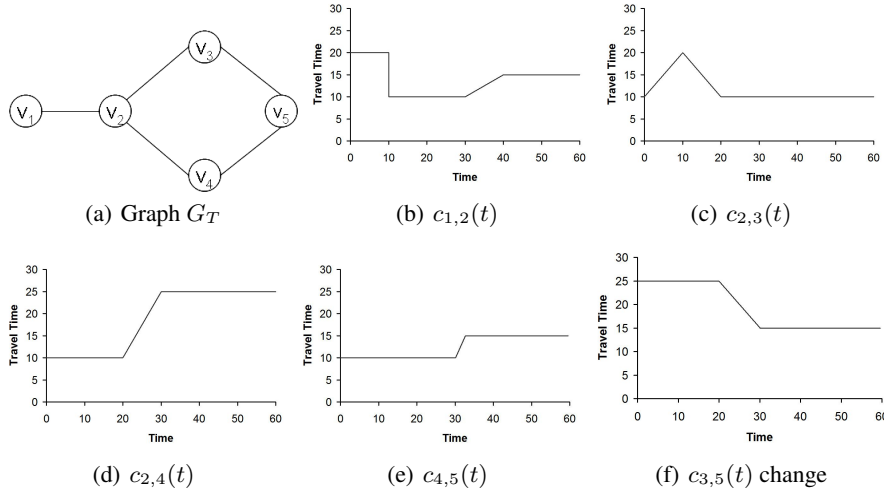 v1
v2
v3
v4
v5
(a) Graph G_T
30
25
20
15
10
5
0
Travel Time
0 10 20 30 40 50 60
Time
(b) c_{1,2}(t)
30
25
20
15
10
5
0
Travel Time
0 10 20 30 40 50 60
Time
(c) c_{2,3}(t)
30
25
20
15
10
5
0
Travel Time
0 10 20 30 40 50 60
Time
(d) c_{2,4}(t)
30
25
20
15
10
5
0
Travel Time
0 10 20 30 40 50 60
Time
(e) c_{4,5}(t)
30
25
20
15
10
5
0
Travel Time
0 10 20 30 40 50 60
Time
(f) c_{3,5}(t) change